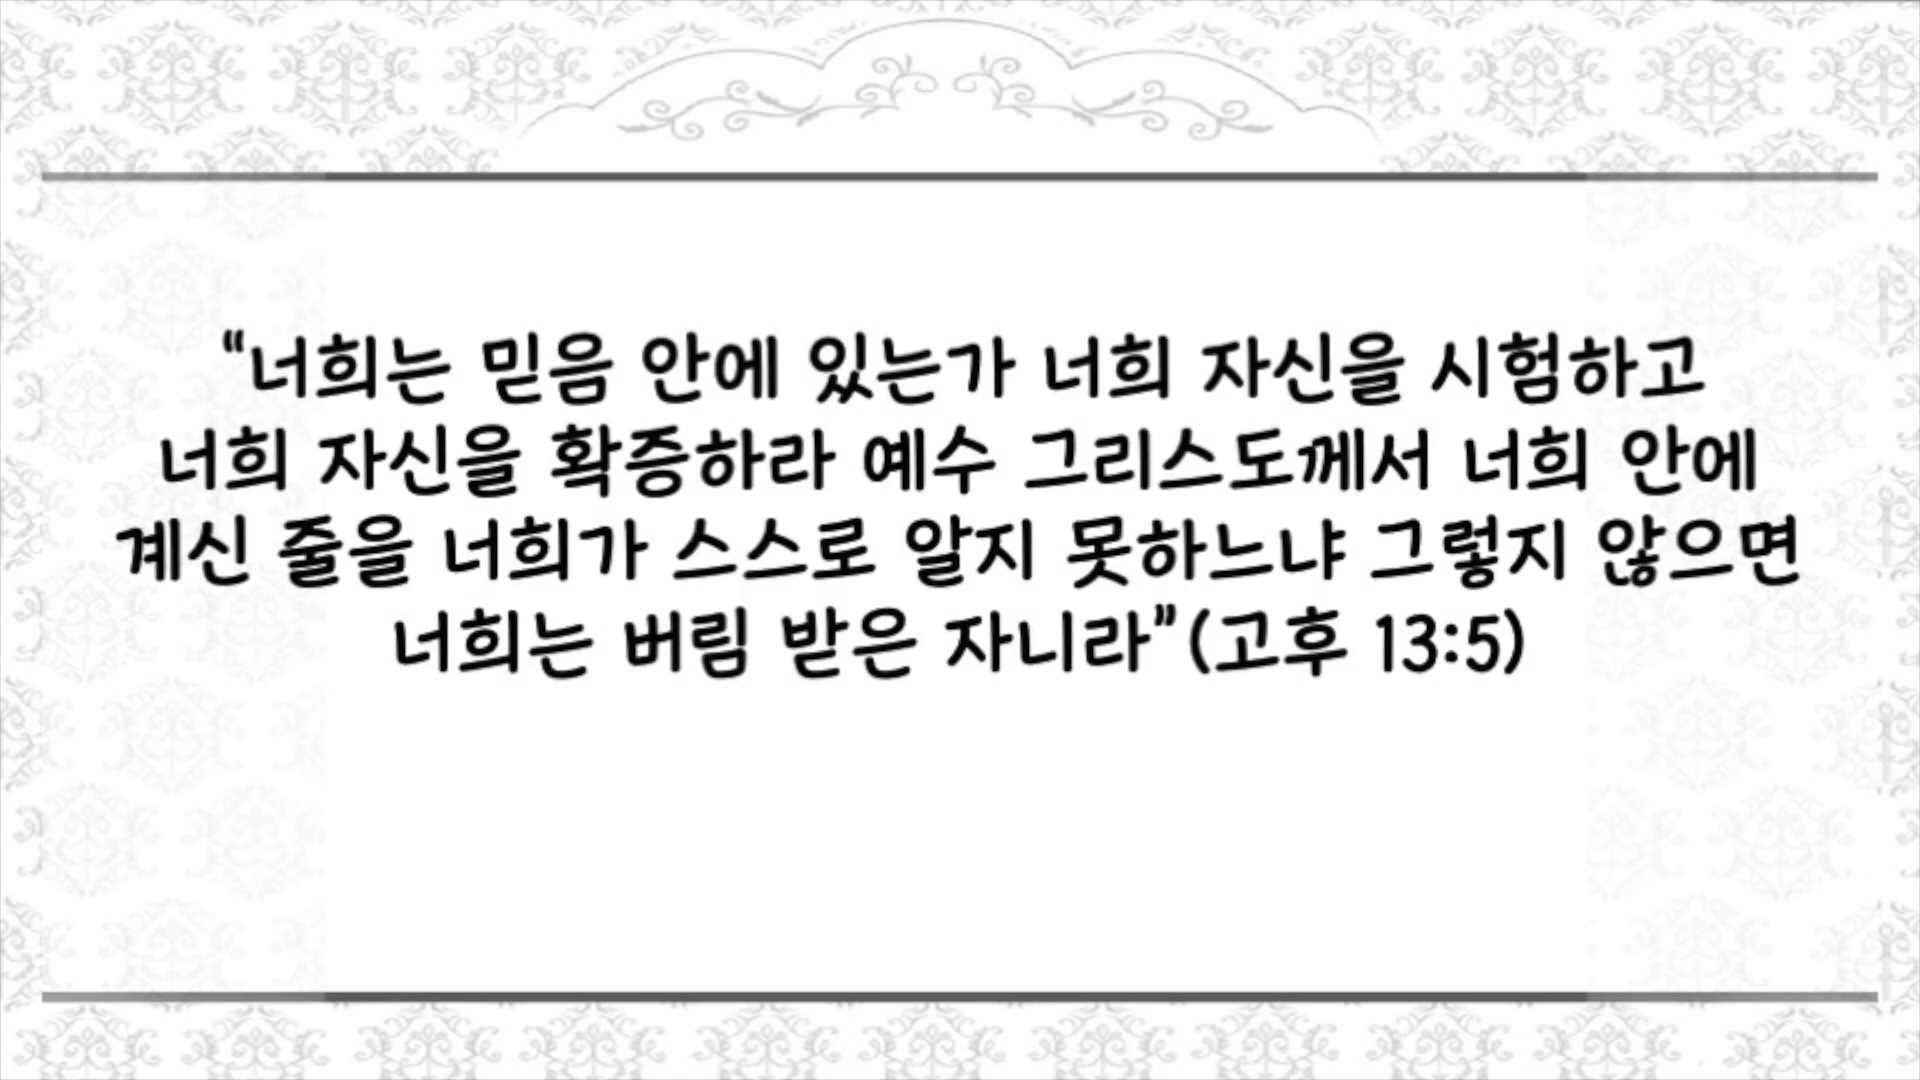 “너희는 믿음 안에 있는가 너희 자신을 시험하고
너희 자신을 확증하라 예수 그리스도께서 너희 안에
계신 줄을 너희가 스스로 알지 못하느냐 그렇지 않으면
너희는 버림 받은 자니라”(고후 13:5)